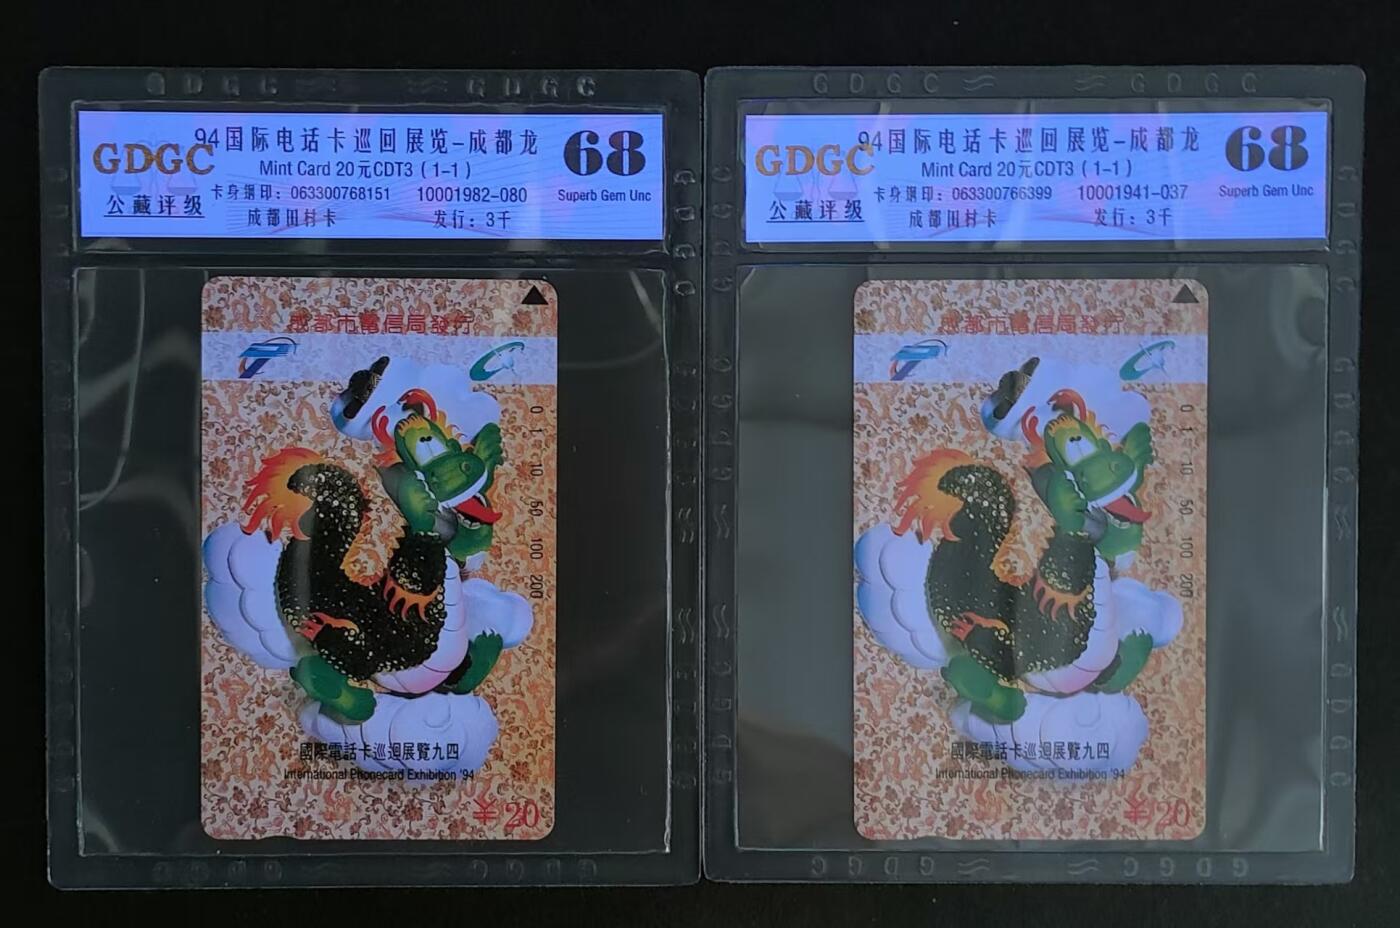 GDGC GDGC
GDGC
公藏评级
94国际电话卡巡回展览-成都龙
Mint Card 20元CDT3 (1-1)
卡身钢印: 063300768151 10001982-080
成都田村卡 发行: 3千
68
Superb Gem Unc
成都市電信局發行
0 1 10 50 100 200
國際電話卡巡迴展覽九四
International Phonecard Exhibition '94
¥20
GDGC GDGC
GDGC
公藏评级
94国际电话卡巡回展览-成都龙
Mint Card 20元CDT3 (1-1)
卡身钢印: 063300766399 10001941-037
成都田村卡 发行: 3千
68
Superb Gem Unc
成都市電信局發行
0 1 10 50 100 200
國際電話卡巡迴展覽九四
International Phonecard Exhibition '94
¥20